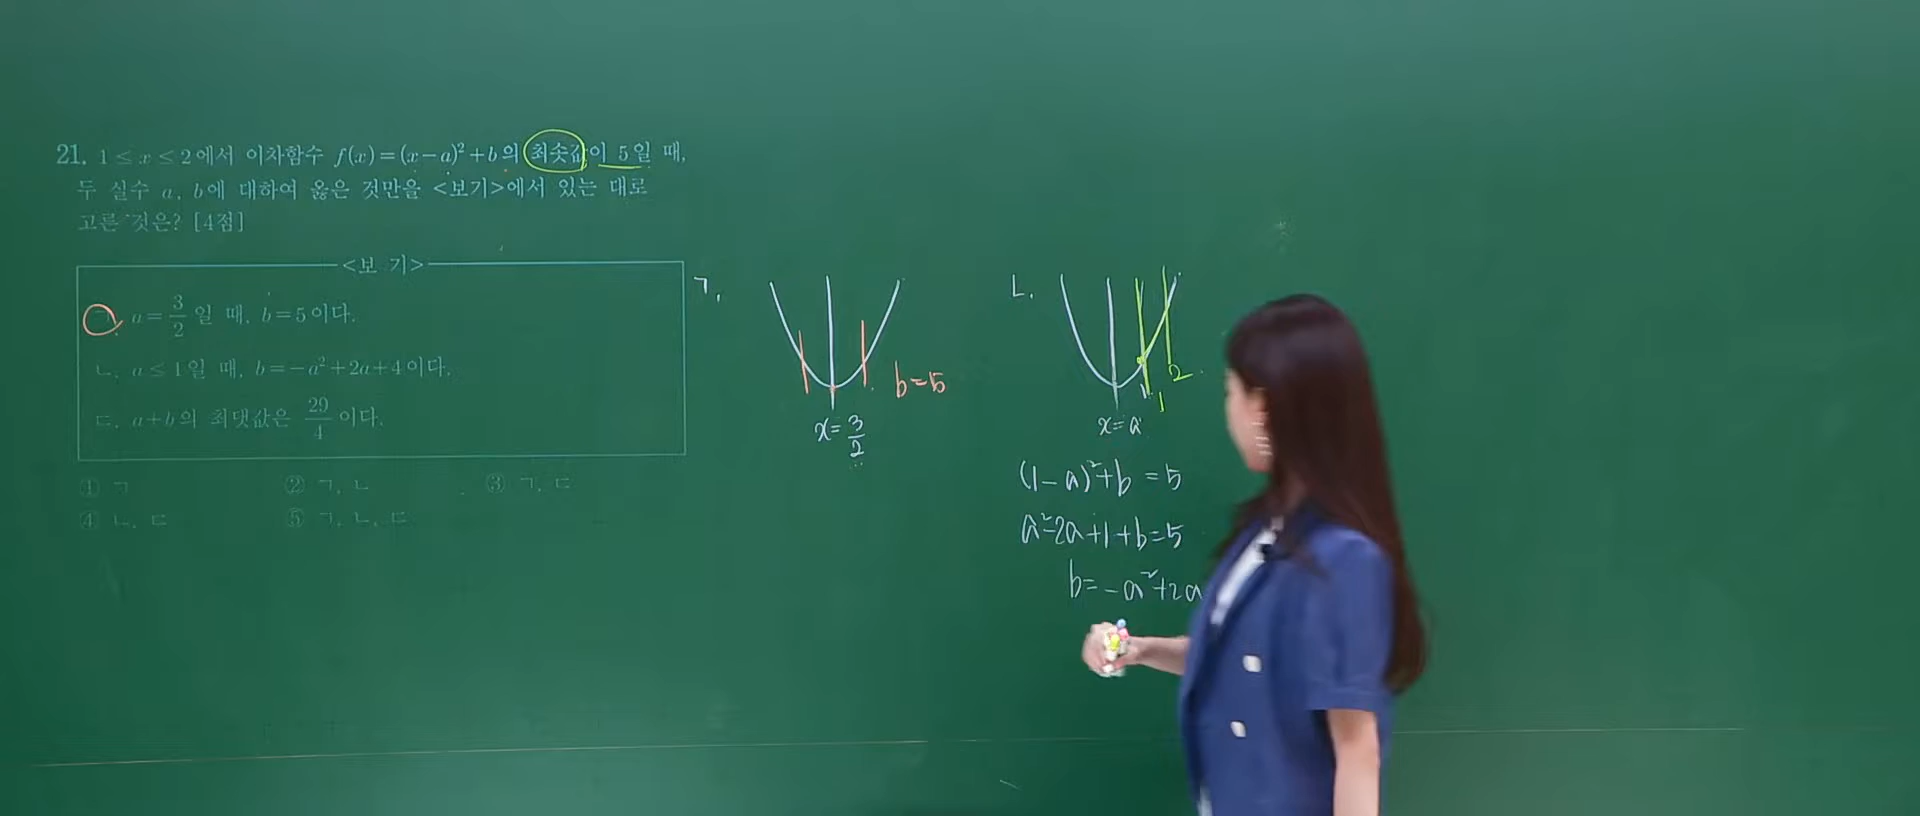 21. 1≤x≤2에서 이차함수 f(x)=(x-a)²+b의 최솟값이 5일 때,
두 실수 a, b에 대하여 옳은 것만을 <보기>에서 있는 대로
고른 것은? [4점]
<보 기>
ㄱ. a=3/2일 때, b=5이다.
ㄴ. a≤1일 때, b=-a²+2a+4이다.
ㄷ. a+b의 최댓값은 29/4이다.
① ㄱ ② ㄱ, ㄴ ③ ㄱ, ㄷ
④ ㄴ, ㄷ ⑤ ㄱ, ㄴ, ㄷ
ㄱ.
b=5
x=3/2
ㄴ.
1 2
1
x=a
(1-a)²+b=5
a²-2a+1+b=5
b=-a²+2a